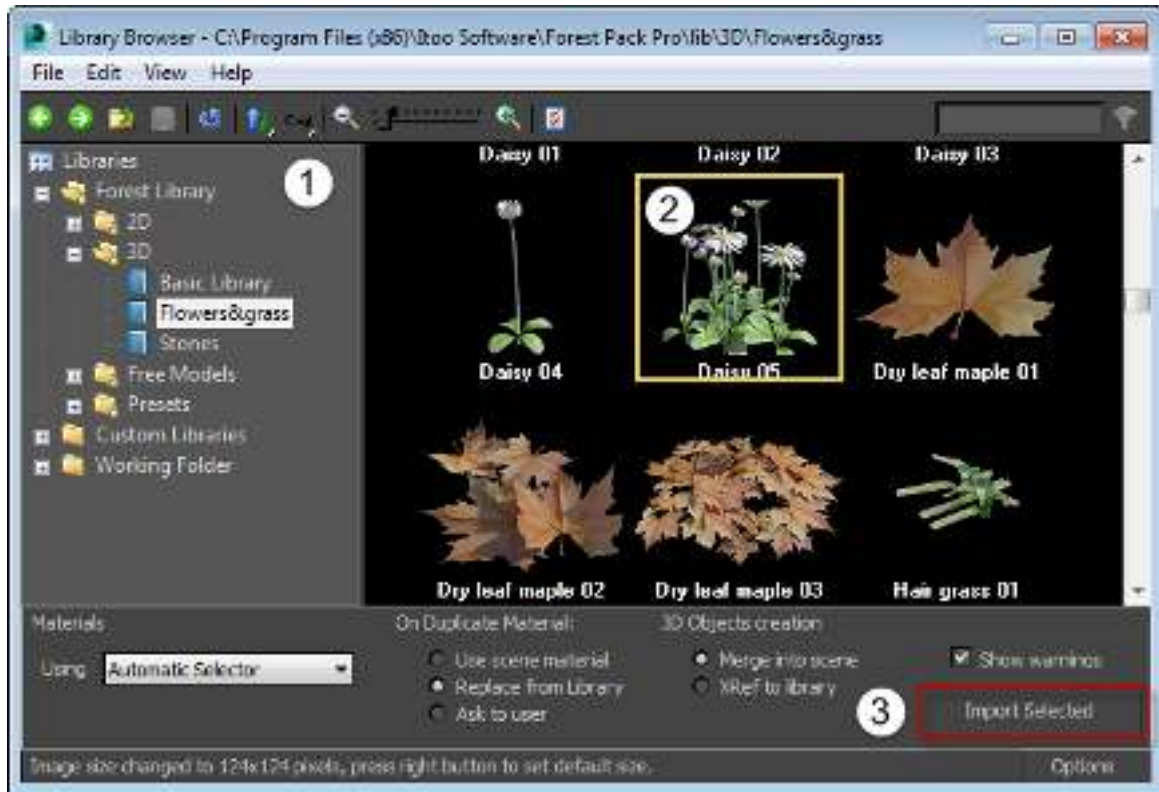 Library Browser - C:\Program Files (x86)\Itoo Software\Forest Pack Pro\lib\3D\Flowers&grass
File Edit View Help
Libraries
Forest Library
2D
3D
Basic Library
Flowers&grass
Stones
Free Models
Presets
Custom Libraries
Working Folder
1
Daisy 01 Daisy 02 Daisy 03
2
Daisy 04 Daisy 05 Dry leaf maple 01
Dry leaf maple 02 Dry leaf maple 03 Hair grass 01
Materials
Using Automatic Selector
On Duplicate Material:
Use scene material
Replace from Library
Ask to user
3D Objects creation
Merge into scene
XRef to library
Show warnings
3
Import Selected
Image size changed to 124x124 pixels, press right button to set default size.
Options